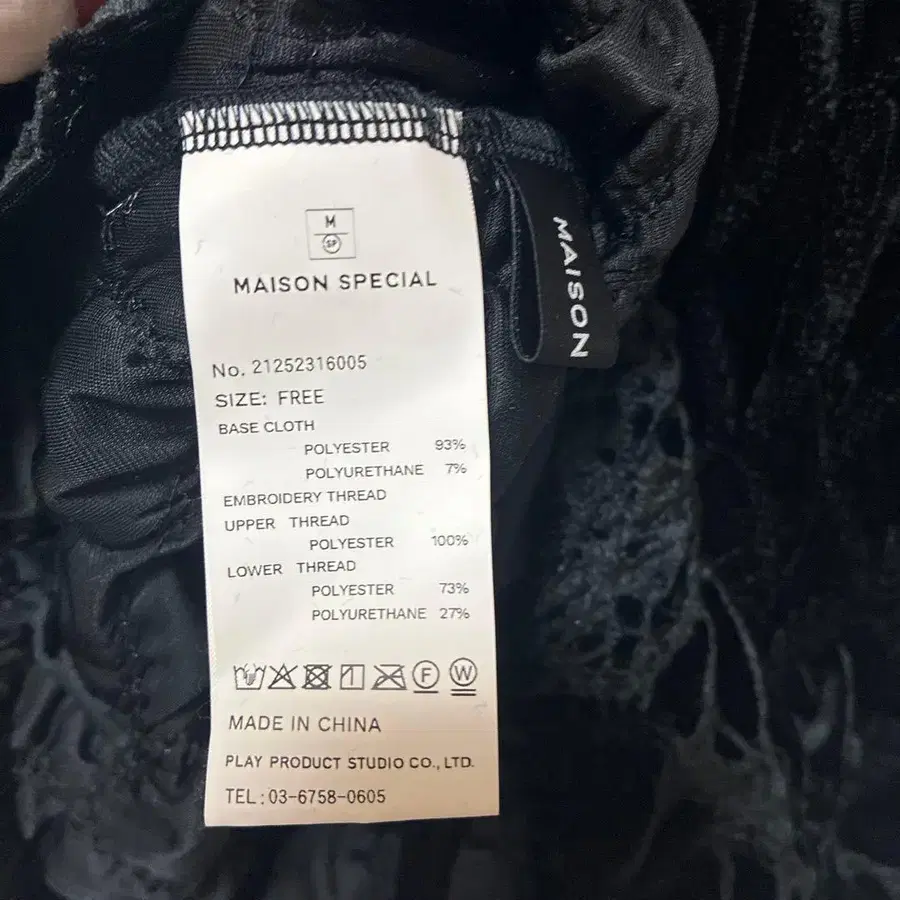 M
SP
MAISON SPECIAL
No. 21252316005
SIZE: FREE
BASE CLOTH
POLYESTER 93%
POLYURETHANE 7%
EMBROIDERY THREAD
UPPER THREAD
POLYESTER 100%
LOWER THREAD
POLYESTER 73%
POLYURETHANE 27%
F W
MADE IN CHINA
PLAY PRODUCT STUDIO CO., LTD.
TEL:03-6758-0605
MAISON